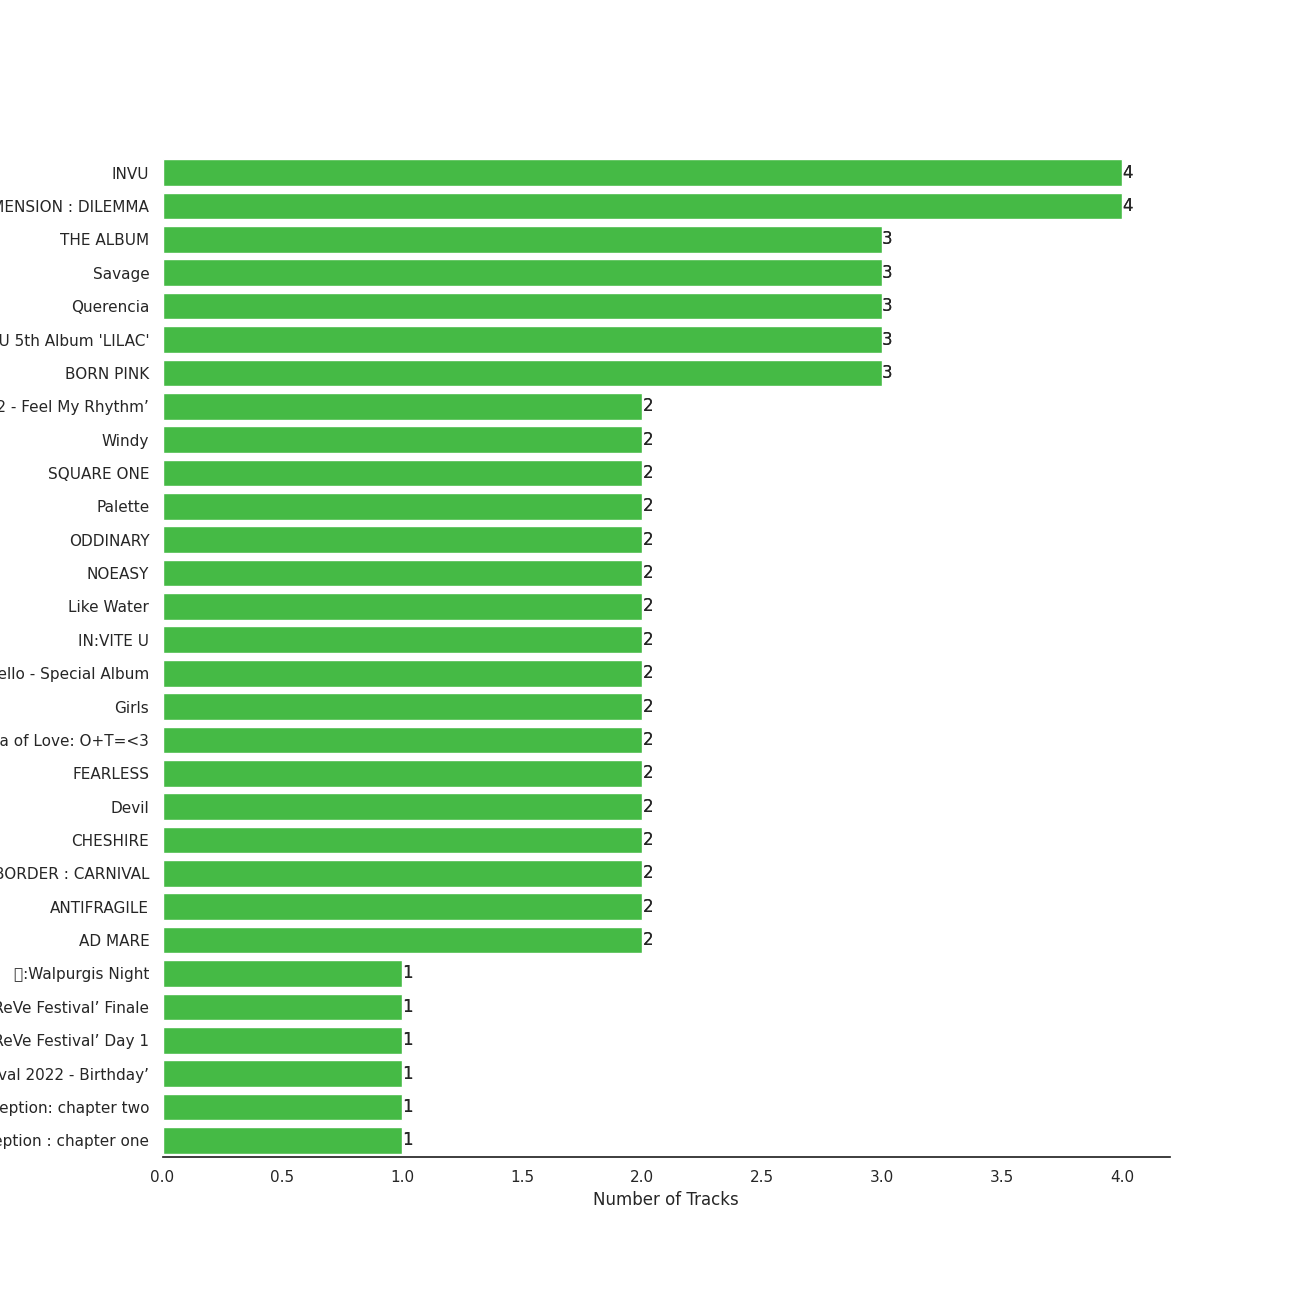 INVU 4
MENSION : DILEMMA 4
THE ALBUM 3
Savage 3
Querencia 3
U 5th Album 'LILAC' 3
BORN PINK 3
2 - Feel My Rhythm’ 2
Windy 2
SQUARE ONE 2
Palette 2
ODDINARY 2
NOEASY 2
Like Water 2
IN:VITE U 2
ello - Special Album 2
Girls 2
a of Love: O+T=<3 2
FEARLESS 2
Devil 2
CHESHIRE 2
BORDER : CARNIVAL 2
ANTIFRAGILE 2
AD MARE 2
:Walpurgis Night 1
ReVe Festival’ Finale 1
ReVe Festival’ Day 1 1
val 2022 - Birthday’ 1
eption: chapter two 1
eption : chapter one 1
0.0 0.5 1.0 1.5 2.0 2.5 3.0 3.5 4.0
Number of Tracks